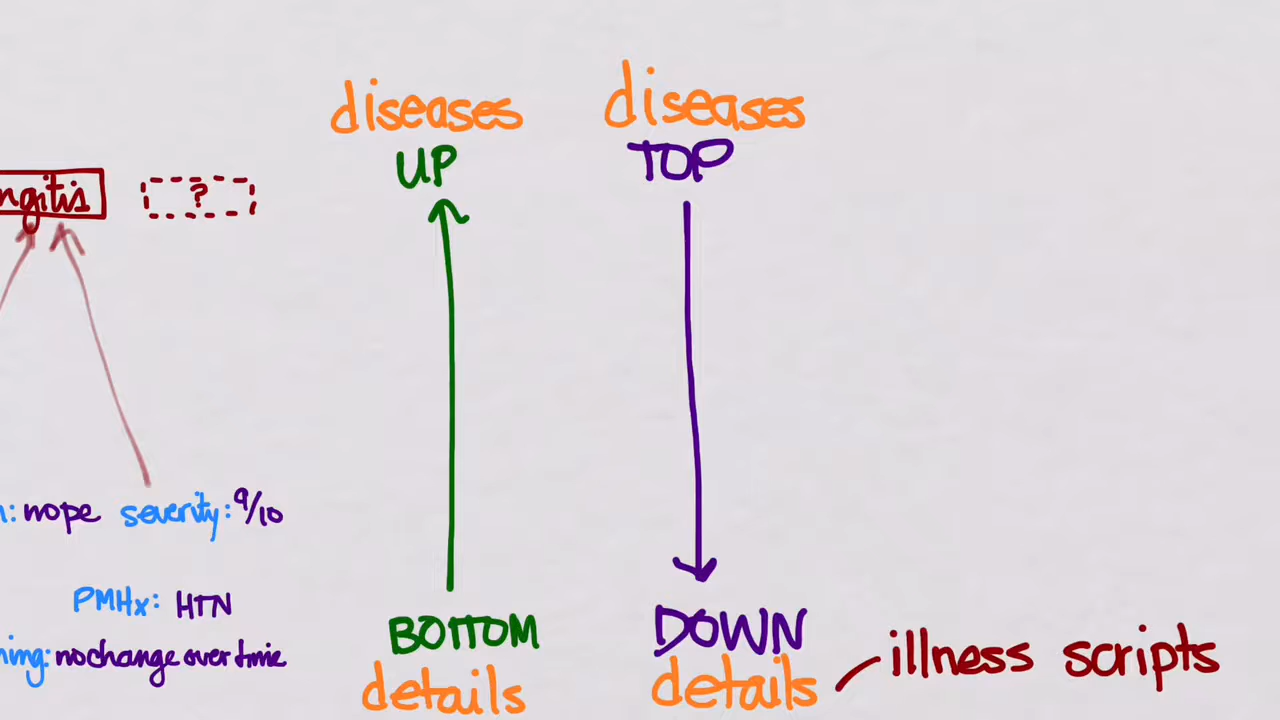 diseases diseases
UP TOP
ngitis ?
n: nope severity: 9/10
PMHx: HTN
BOTTOM DOWN
ming: no change over time
illness scripts
details details